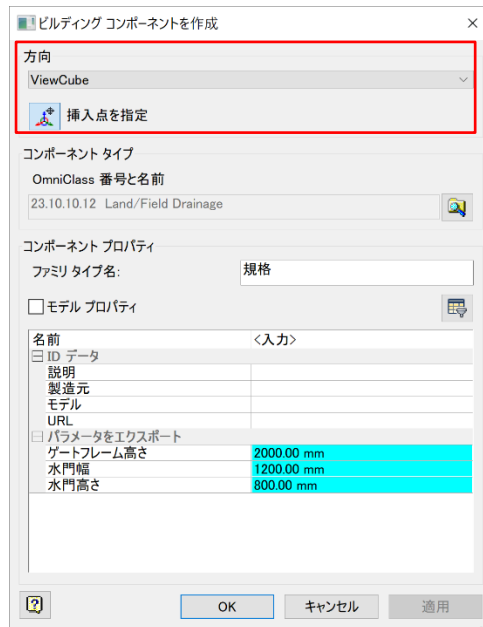 ビルディング コンポーネントを作成
方向
ViewCube
挿入点を指定
コンポーネント タイプ
OmniClass 番号と名前
23.10.10.12 Land/Field Drainage
コンポーネント プロパティ
ファミリ タイプ名: 規格
モデル プロパティ
名前 <入力>
ID データ
説明
製造元
モデル
URL
パラメータをエクスポート
ゲートフレーム高さ 2000.00 mm
水門幅 1200.00 mm
水門高さ 800.00 mm
OK キャンセル 適用